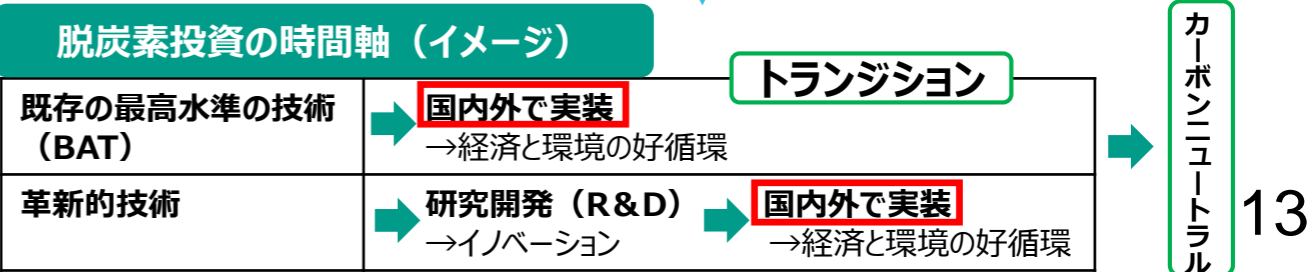 脱炭素投資の時間軸（イメージ）
トランジション
既存の最高水準の技術
（BAT）
国内外で実装
→経済と環境の好循環
革新的技術
研究開発（R&D）
→イノベーション
国内外で実装
→経済と環境の好循環
カーボンニュートラル
13